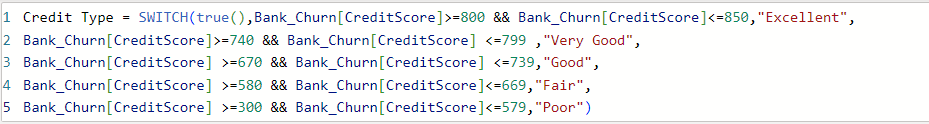 1 Credit Type = SWITCH(true(),Bank_Churn[CreditScore]>=800 && Bank_Churn[CreditScore]<=850,"Excellent",
2 Bank_Churn[CreditScore]>=740 && Bank_Churn[CreditScore] <=799 ,"Very Good",
3 Bank_Churn[CreditScore] >=670 && Bank_Churn[CreditScore] <=739,"Good",
4 Bank_Churn[CreditScore] >=580 && Bank_Churn[CreditScore]<=669,"Fair",
5 Bank_Churn[CreditScore] >=300 && Bank_Churn[CreditScore]<=579,"Poor")